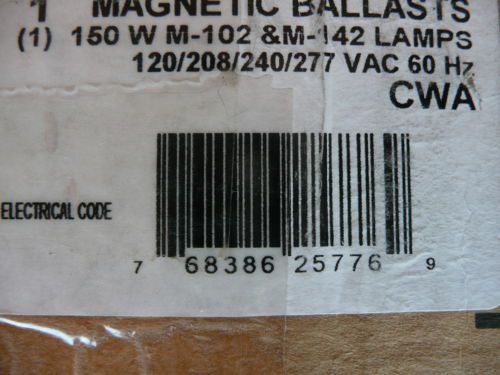 1 MAGNETIC BALLASTS
(1) 150 W M-102 &M-142 LAMPS
120/208/240/277 VAC 60 Hz
CWA
ELECTRICAL CODE
7 68386 25776 9